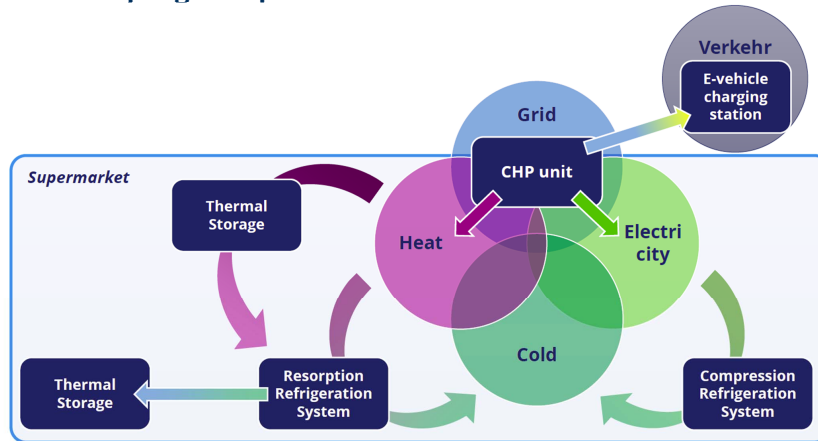 Verkehr
E-vehicle
charging
station
Grid
CHP unit
Supermarket
Thermal
Storage
Heat
Electri
city
Cold
Thermal
Storage
Resorption
Refrigeration
System
Compression
Refrigeration
System